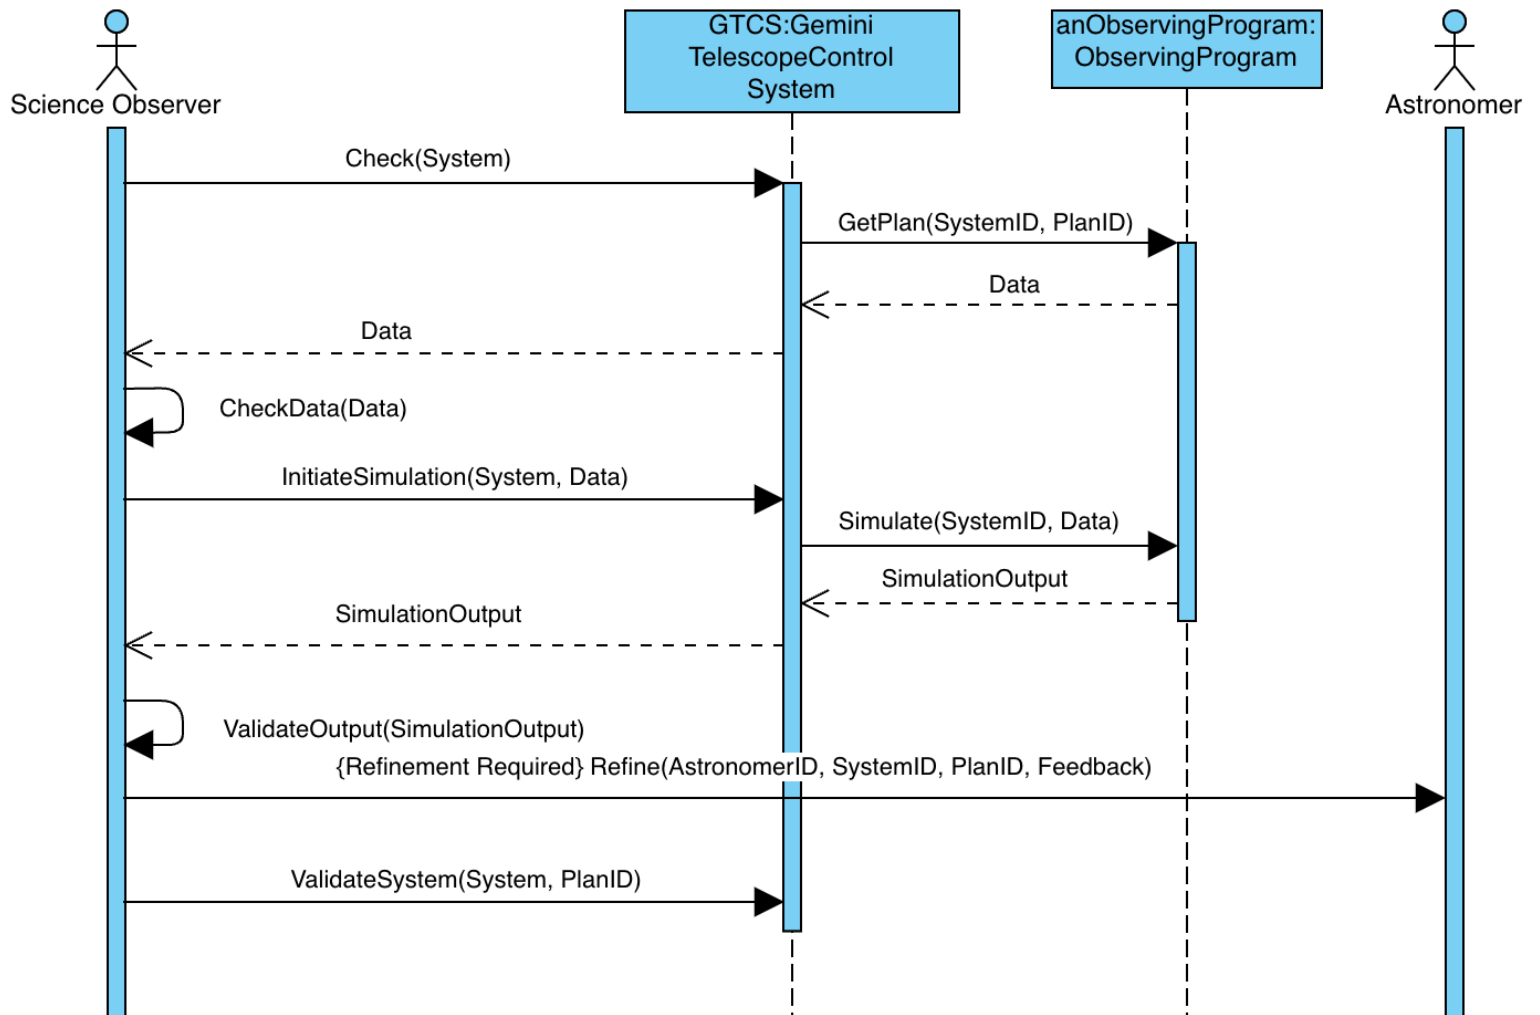 Science Observer
GTCS:Gemini
TelescopeControl
System
anObservingProgram:
ObservingProgram
Astronomer
Check(System)
GetPlan(SystemID, PlanID)
Data
Data
CheckData(Data)
InitiateSimulation(System, Data)
Simulate(SystemID, Data)
SimulationOutput
SimulationOutput
ValidateOutput(SimulationOutput)
{Refinement Required} Refine(AstronomerID, SystemID, PlanID, Feedback)
ValidateSystem(System, PlanID)